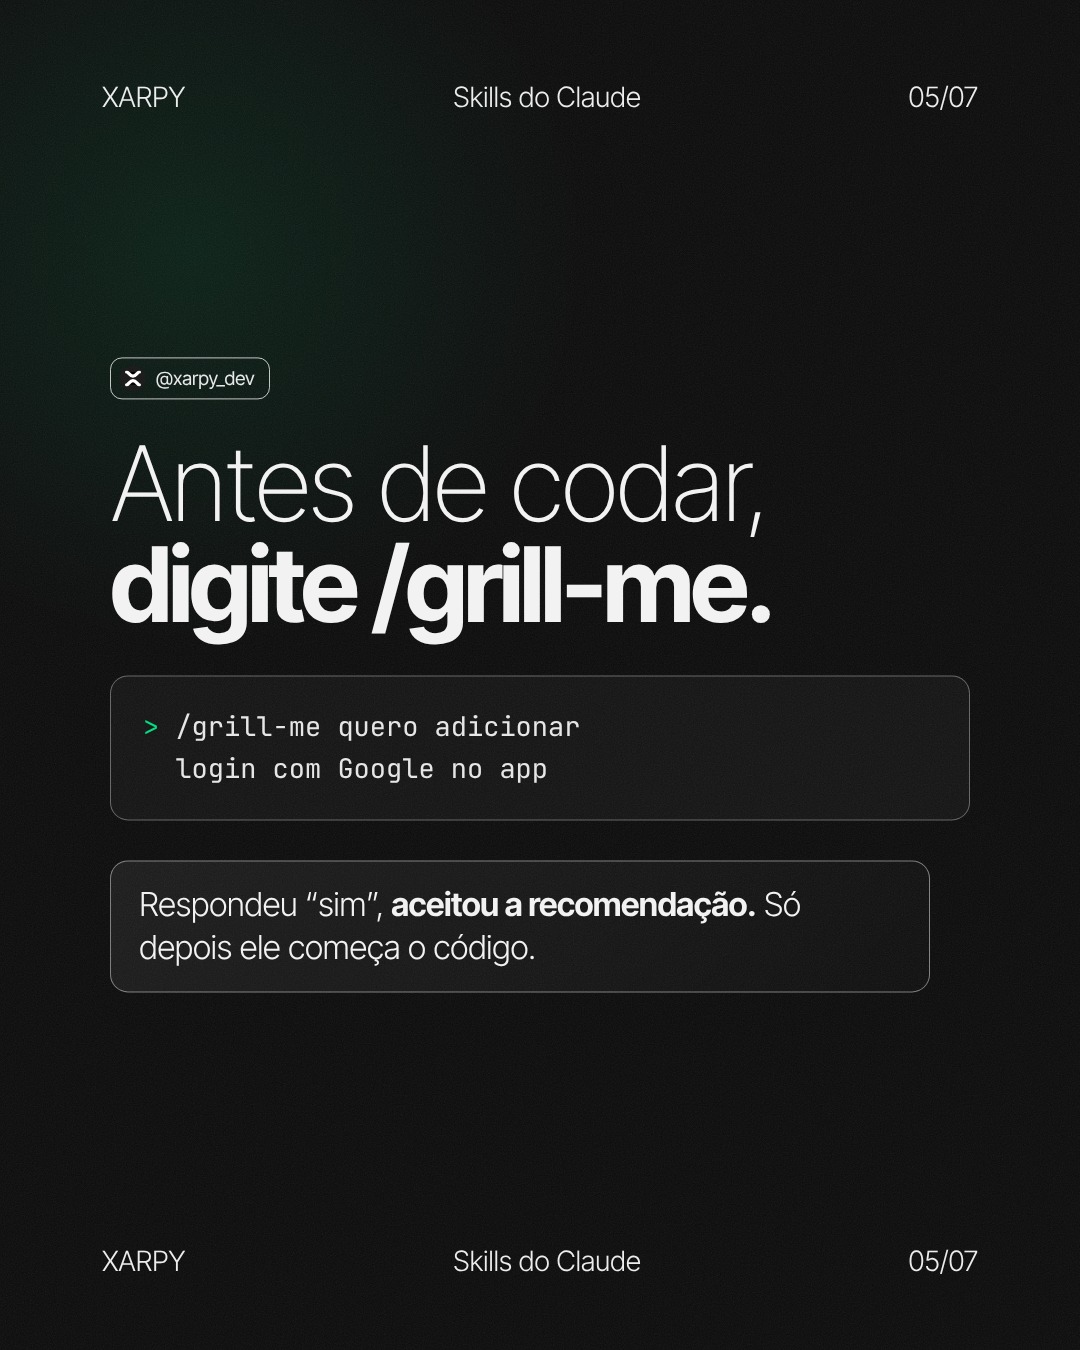 XARPY Skills do Claude 05/07
@xarpy_dev
Antes de codar,
digite /grill-me.
> /grill-me quero adicionar
login com Google no app
Respondeu “sim”, aceitou a recomendação. Só
depois ele começa o código.
XARPY Skills do Claude 05/07